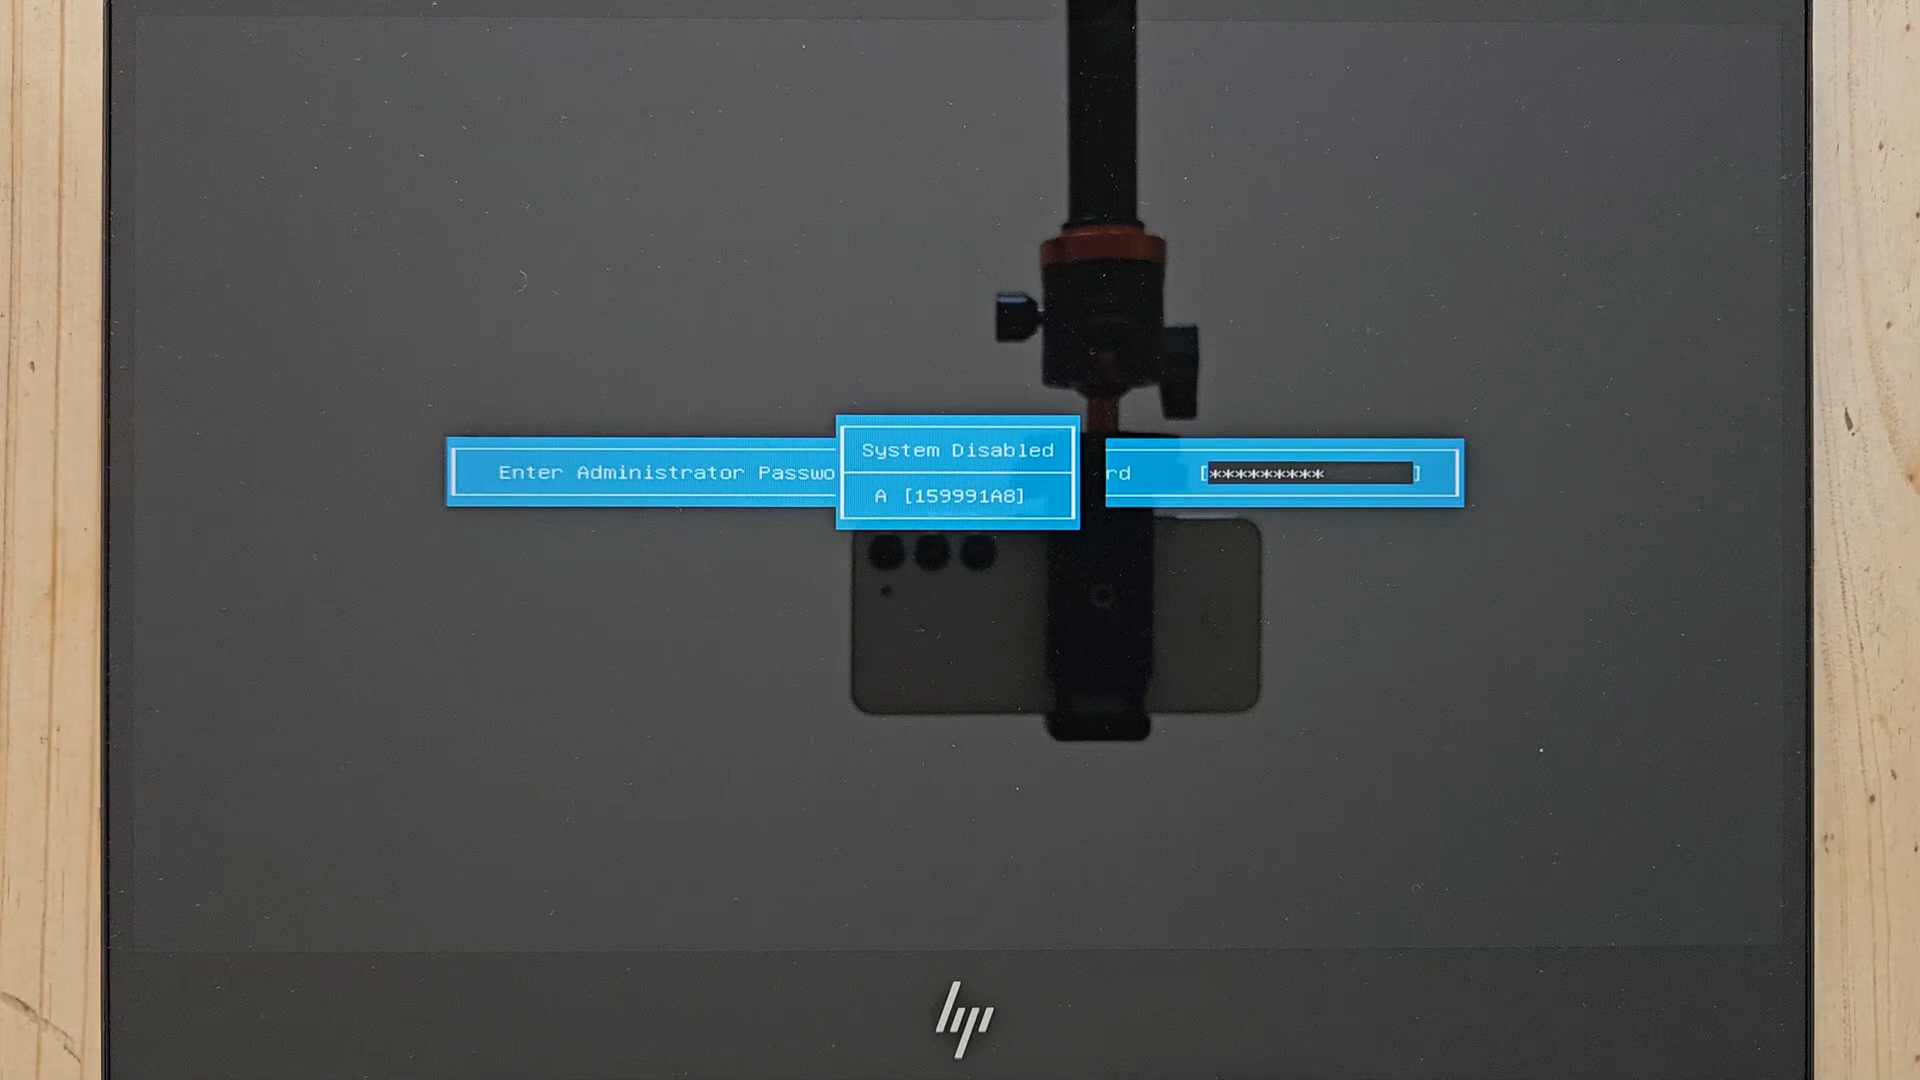 System Disabled
Enter Administrator Passwo
rd [*********]
A [159991A8]
hp